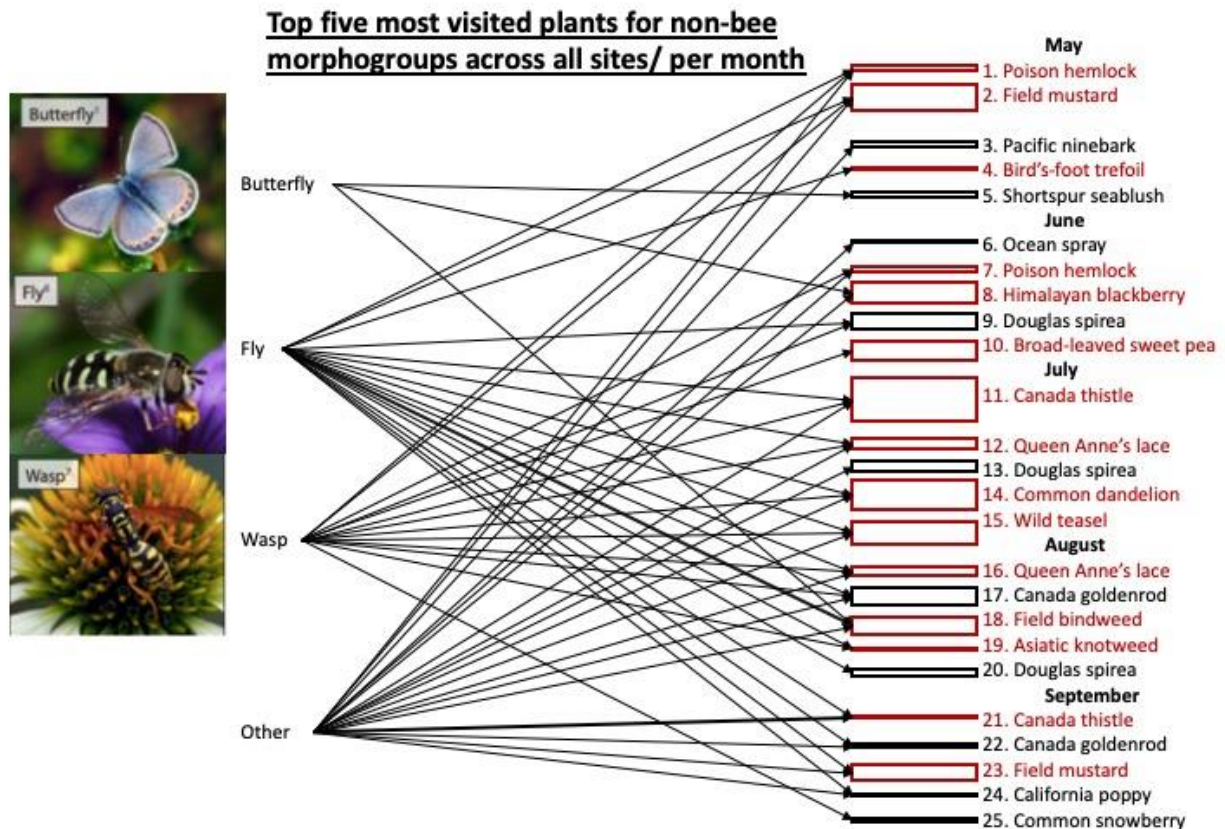 Top five most visited plants for non-bee
morphogroups across all sites/ per month
Butterfly
Fly
Wasp
Butterfly
Fly
Wasp
Other
May
1. Poison hemlock
2. Field mustard
3. Pacific ninebark
4. Bird's-foot trefoil
5. Shortspur seablush
June
6. Ocean spray
7. Poison hemlock
8. Himalayan blackberry
9. Douglas spirea
10. Broad-leaved sweet pea
July
11. Canada thistle
12. Queen Anne's lace
13. Douglas spirea
14. Common dandelion
15. Wild teasel
August
16. Queen Anne's lace
17. Canada goldenrod
18. Field bindweed
19. Asiatic knotweed
20. Douglas spirea
September
21. Canada thistle
22. Canada goldenrod
23. Field mustard
24. California poppy
25. Common snowberry